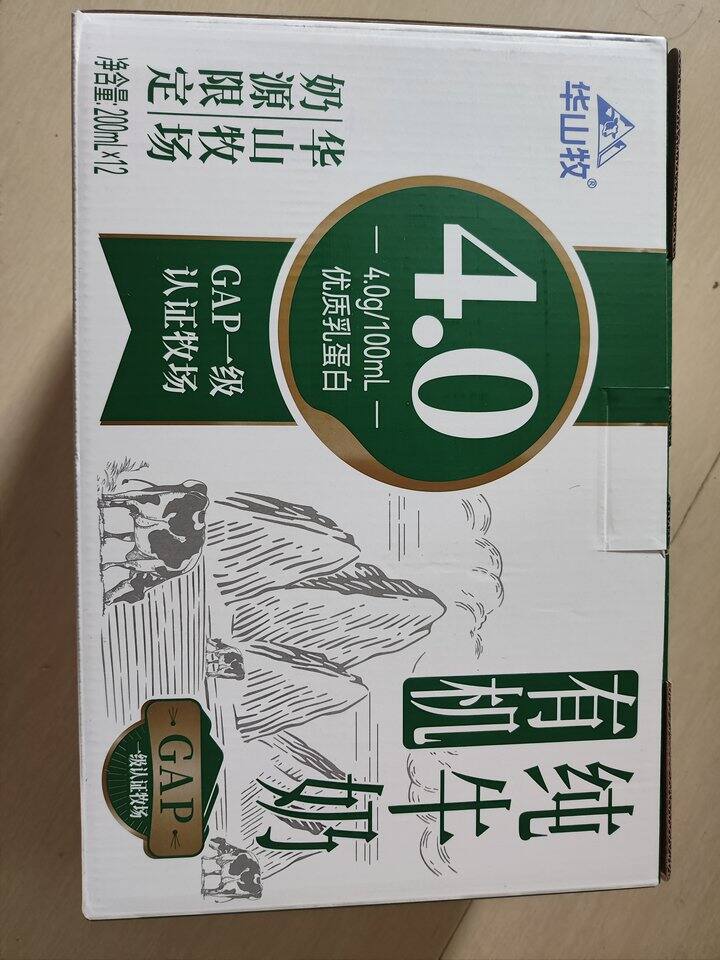 华山牧®
4.0
4.0g/100mL
优质乳蛋白
GAP一级
认证牧场
华山牧场
奶源限定
净含量:200mL×12
有机
纯牛奶
GAP
一级认证牧场